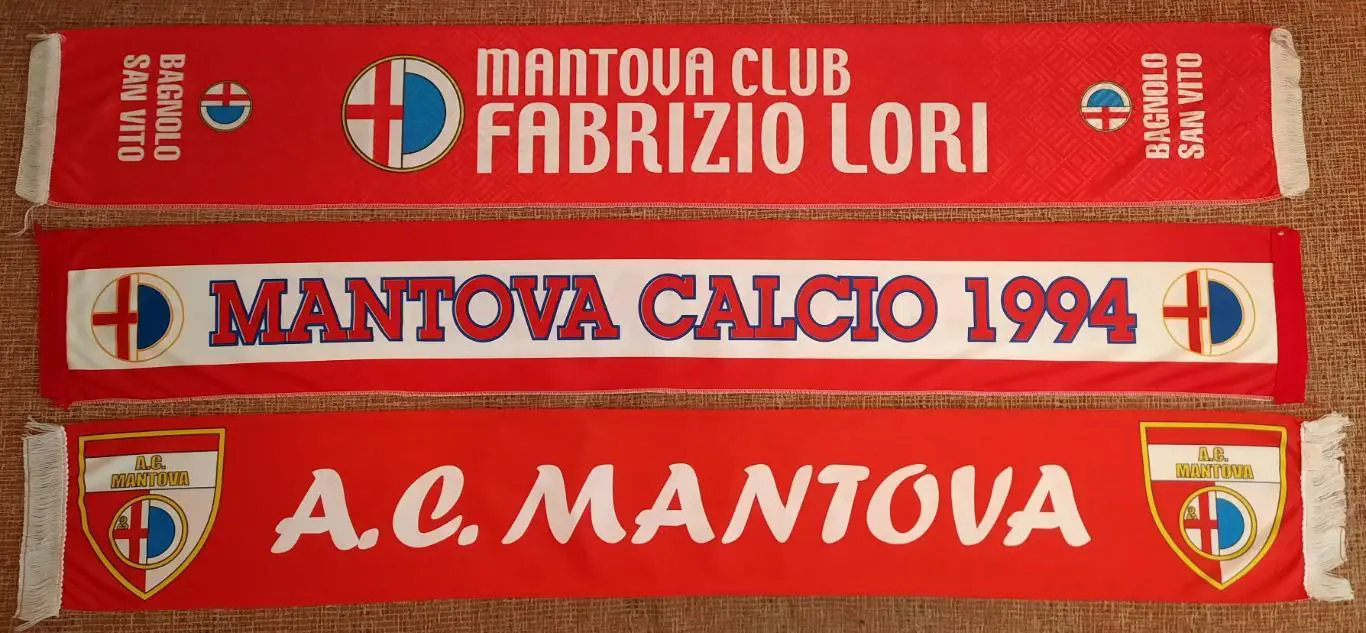 BAGNOLO
SAN VITO
MANTOVA CLUB
FABRIZIO LORI
BAGNOLO
SAN VITO
MANTOVA CALCIO 1994
A.C.
MANTOVA
A.C. MANTOVA
A.C.
MANTOVA